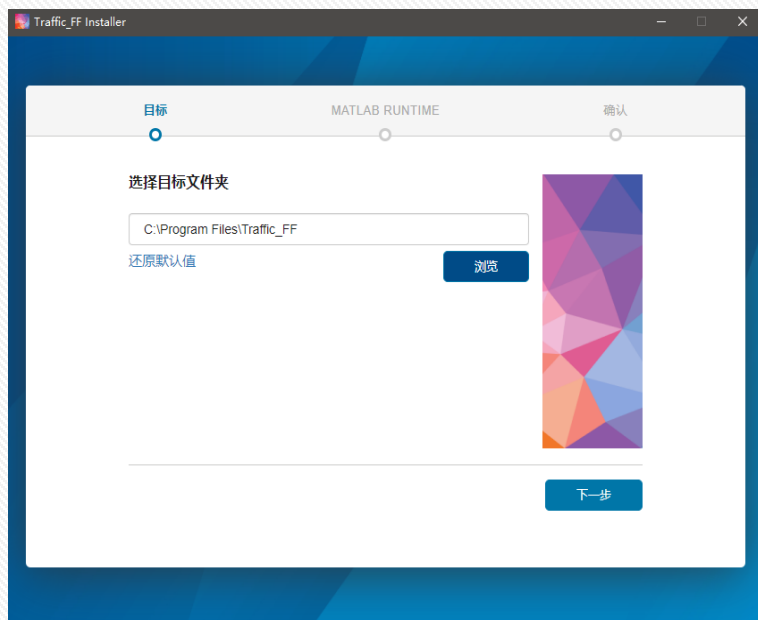 Traffic_FF Installer
目标
MATLAB RUNTIME
确认
选择目标文件夹
C:\Program Files\Traffic_FF
还原默认值
浏览
下一步